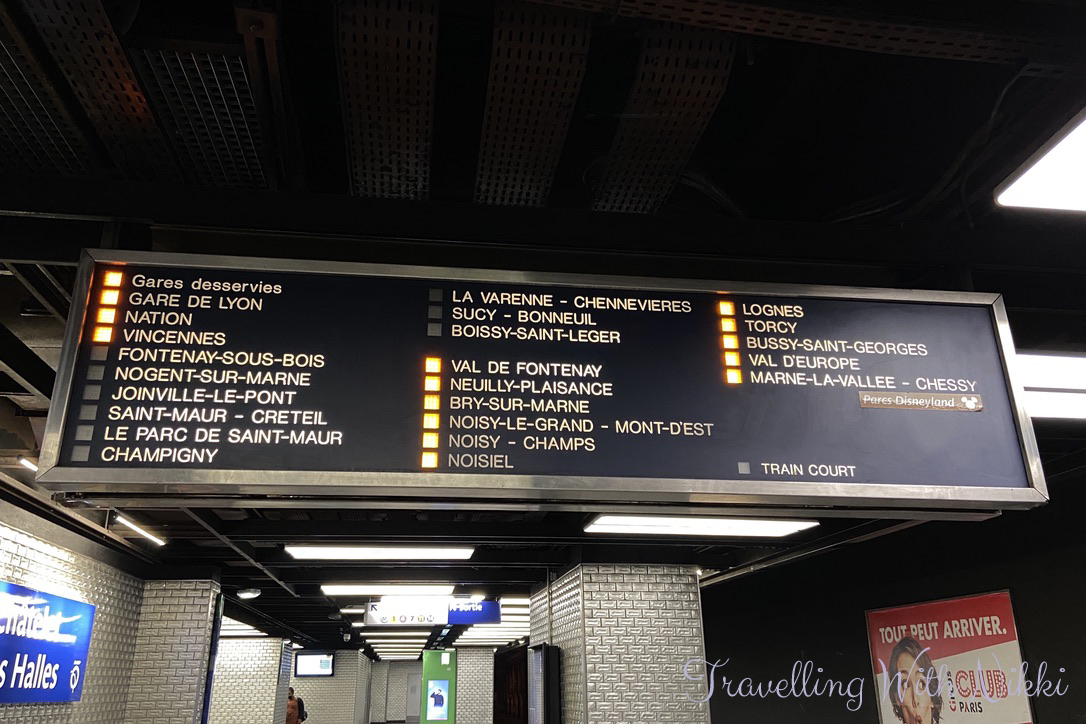 Gares desservies
GARE DE LYON
NATION
VINCENNES
FONTENAY-SOUS-BOIS
NOGENT-SUR-MARNE
JOINVILLE-LE-PONT
SAINT-MAUR - CRETEIL
LE PARC DE SAINT-MAUR
CHAMPIGNY
LA VARENNE - CHENNEVIERES
SUCY - BONNEUIL
BOISSY-SAINT-LEGER
VAL DE FONTENAY
NEUILLY-PLAISANCE
BRY-SUR-MARNE
NOISY-LE-GRAND - MONT-D'EST
NOISY - CHAMPS
NOISIEL
LOGNES
TORCY
BUSSY-SAINT-GEORGES
VAL D'EUROPE
MARNE-LA-VALLEE - CHESSY
Parcs Disneyland
TRAIN COURT
Sortie
Châtelet
s Halles
TOUT PEUT ARRIVER.
CLUB
PARIS
Travelling With Nikki